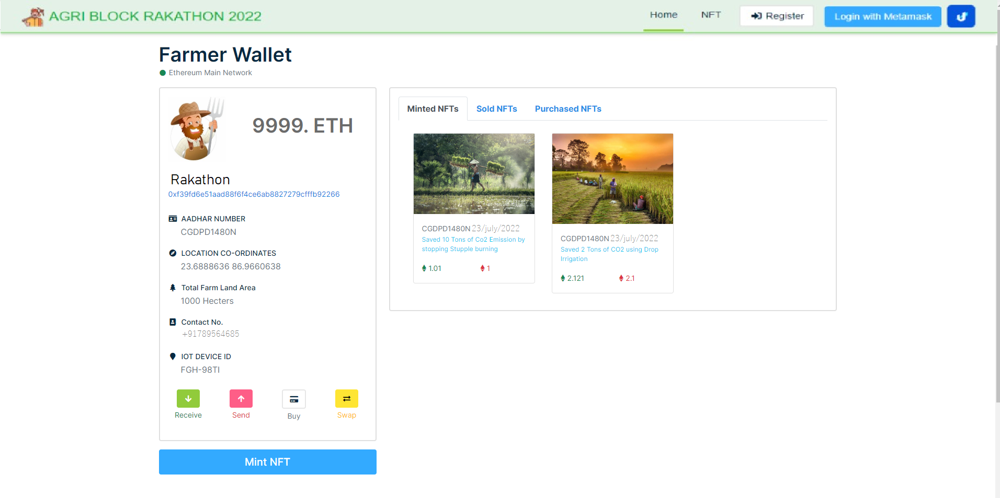 AGRI BLOCK RAKATHON 2022
Home NFT Register Login with Metamask
Farmer Wallet
Ethereum Main Network
9999. ETH
Rakathon
0xf39fd6e51aad88f6f4ce6ab8827279cfffb92266
AADHAR NUMBER
CGDPD1480N
LOCATION CO-ORDINATES
23.6888636 86.9660638
Total Farm Land Area
1000 Hecters
Contact No.
+91789564685
IOT DEVICE ID
FGH-98TI
Receive Send Buy Swap
Mint NFT
Minted NFTs Sold NFTs Purchased NFTs
CGDPD1480N 23/july/2022
Saved 10 Tons of Co2 Emission by
stopping Stupple burning
1.01 1
CGDPD1480N 23/july/2022
Saved 2 Tons of CO2 using Drop
Irrigation
2.121 2.1